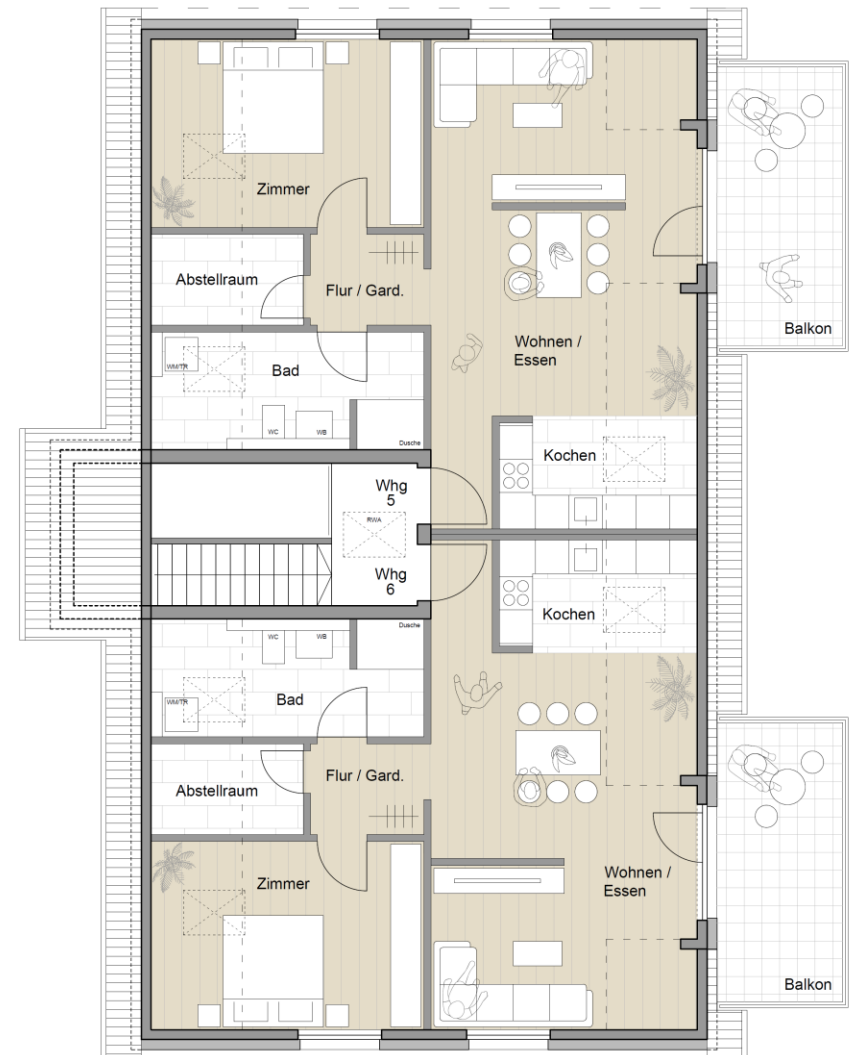 Zimmer
Abstellraum
Flur / Gard.
Balkon
Wohnen /
Essen
WM/TR
Bad
WC
WB
Dusche
Kochen
Whg
5
RWA
Whg
6
Kochen
Dusche
WC
WB
WM/TR
Bad
Flur / Gard.
Abstellraum
Zimmer
Wohnen /
Essen
Balkon